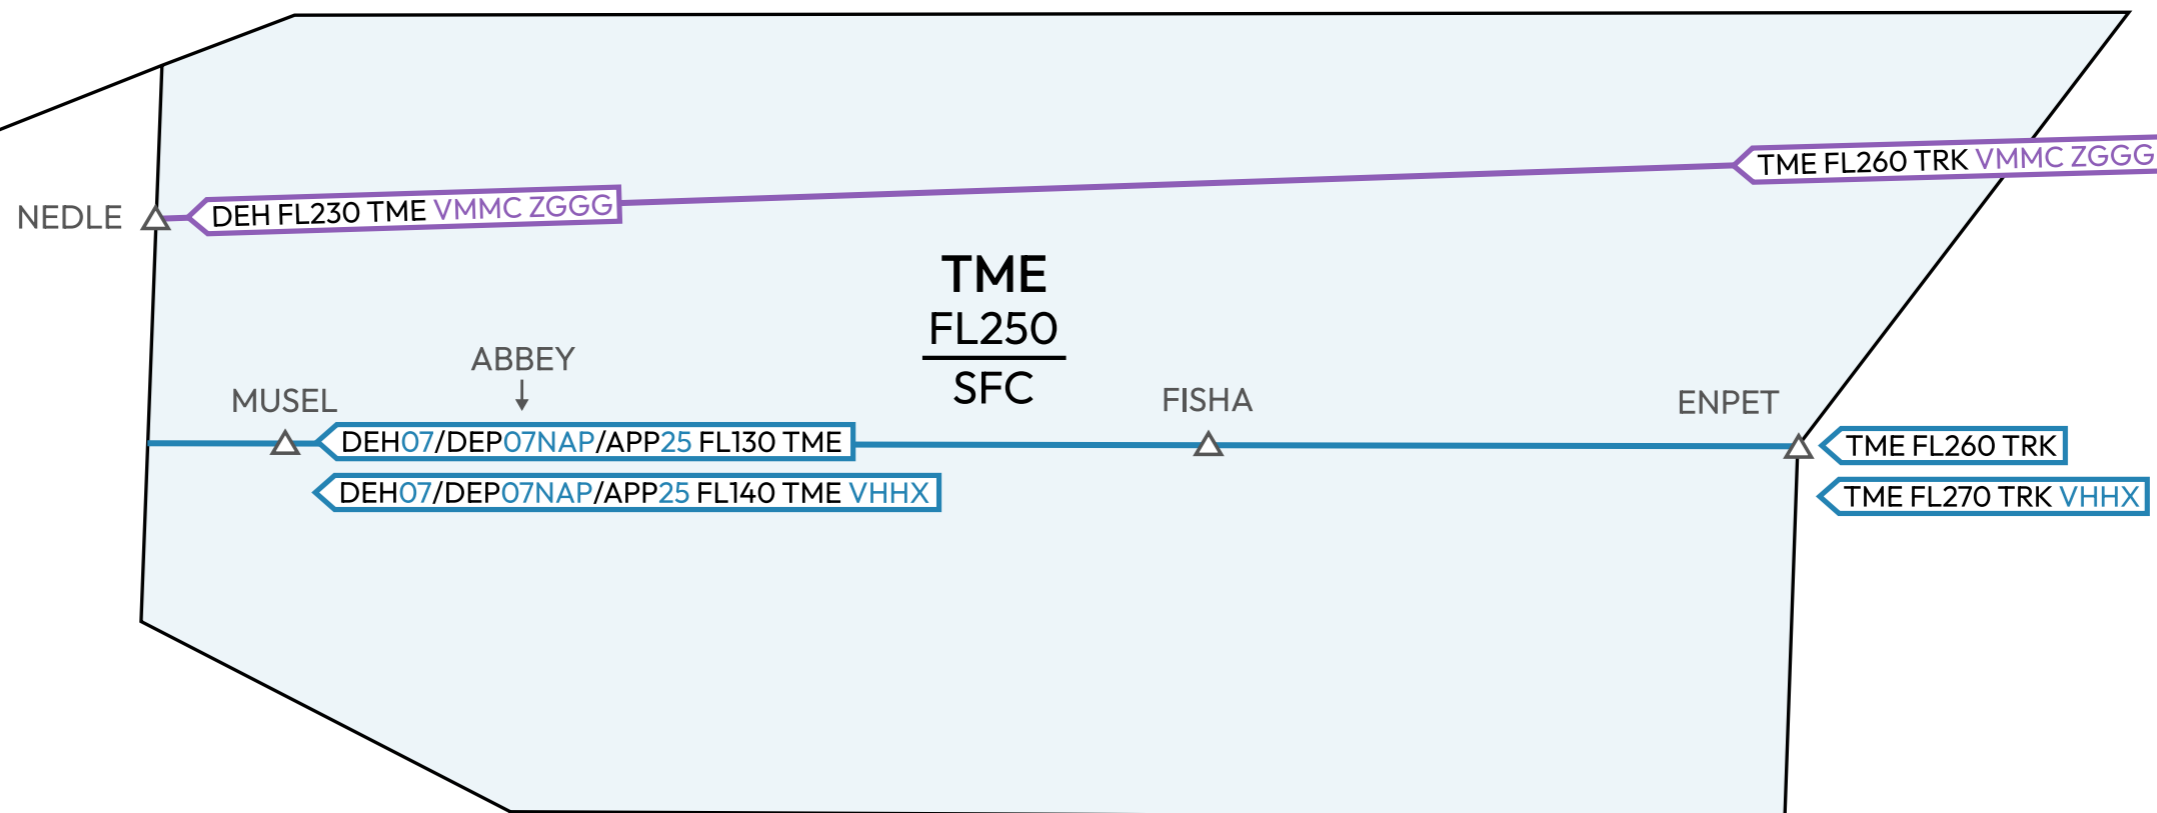 TME FL260 TRK VMMC ZGGG
NEDLE
DEH FL230 TME VMMC ZGGG
TME
FL250
SFC
ABBEY
MUSEL
FISHA
ENPET
DEH07/DEP07NAP/APP25 FL130 TME
TME FL260 TRK
DEH07/DEP07NAP/APP25 FL140 TME VHHX
TME FL270 TRK VHHX